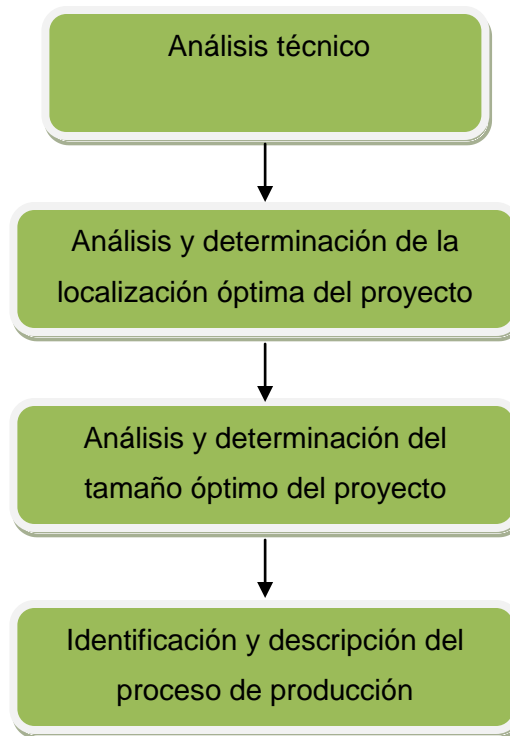 Análisis técnico
Análisis y determinación de la
localización óptima del proyecto
Análisis y determinación del
tamaño óptimo del proyecto
Identificación y descripción del
proceso de producción